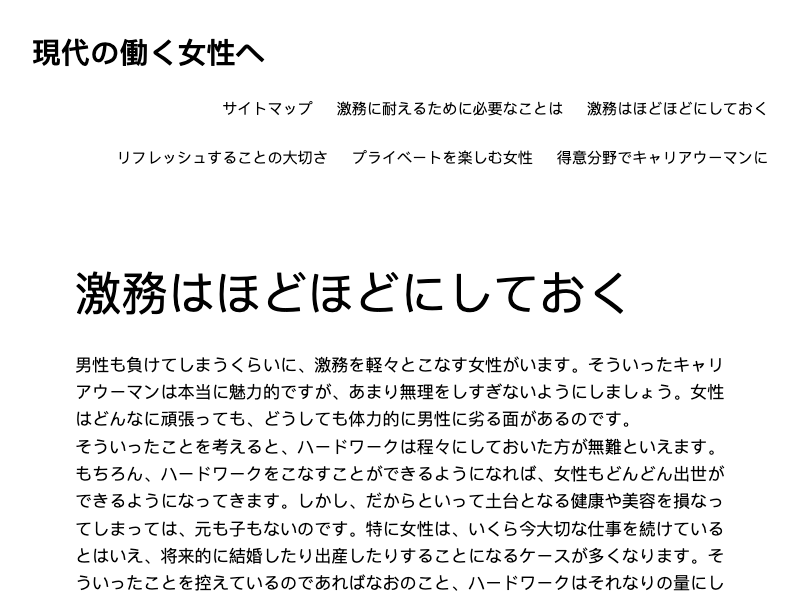 現代の働く女性へ
サイトマップ 激務に耐えるために必要なことは 激務はほどほどにしておく
リフレッシュすることの大切さ プライベートを楽しむ女性 得意分野でキャリアウーマンに
激務はほどほどにしておく
男性も負けてしまうくらいに、激務を軽々とこなす女性がいます。そういったキャリ
アウーマンは本当に魅力的ですが、あまり無理をしすぎないようにしましょう。女性
はどんなに頑張っても、どうしても体力的に男性に劣る面があるのです。
そういったことを考えると、ハードワークは程々にしておいた方が無難といえます。
もちろん、ハードワークをこなすことができるようになれば、女性もどんどん出世が
できるようになってきます。しかし、だからといって土台となる健康や美容を損なっ
てしまっては、元も子もないのです。特に女性は、いくら今大切な仕事を続けている
とはいえ、将来的に結婚したり出産したりすることになるケースが多くなります。そ
ういったことを控えているのであればなおのこと、ハードワークはそれなりの量にし